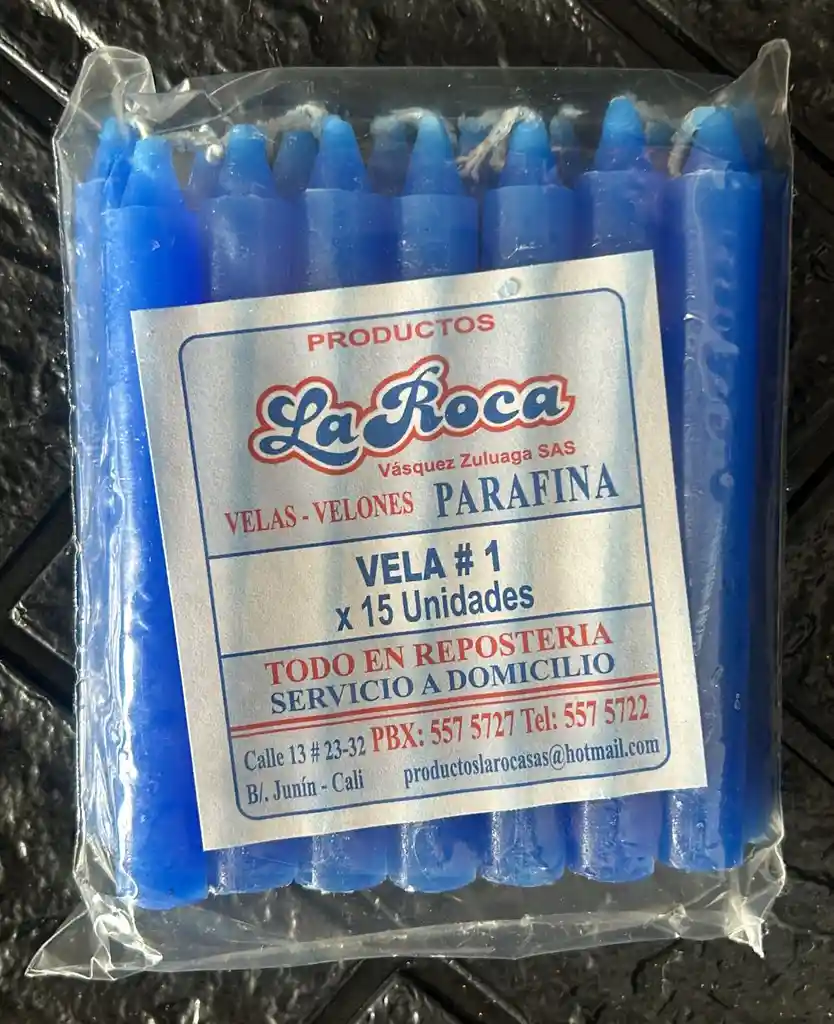 PRODUCTOS
La Roca
Vásquez Zuluaga SAS
VELAS - VELONES PARAFINA
VELA # 1
x 15 Unidades
TODO EN REPOSTERIA
SERVICIO A DOMICILIO
Calle 13 # 23-32 PBX: 557 5727 Tel: 557 5722
B/. Junín - Cali productoslarocasas@hotmail.com